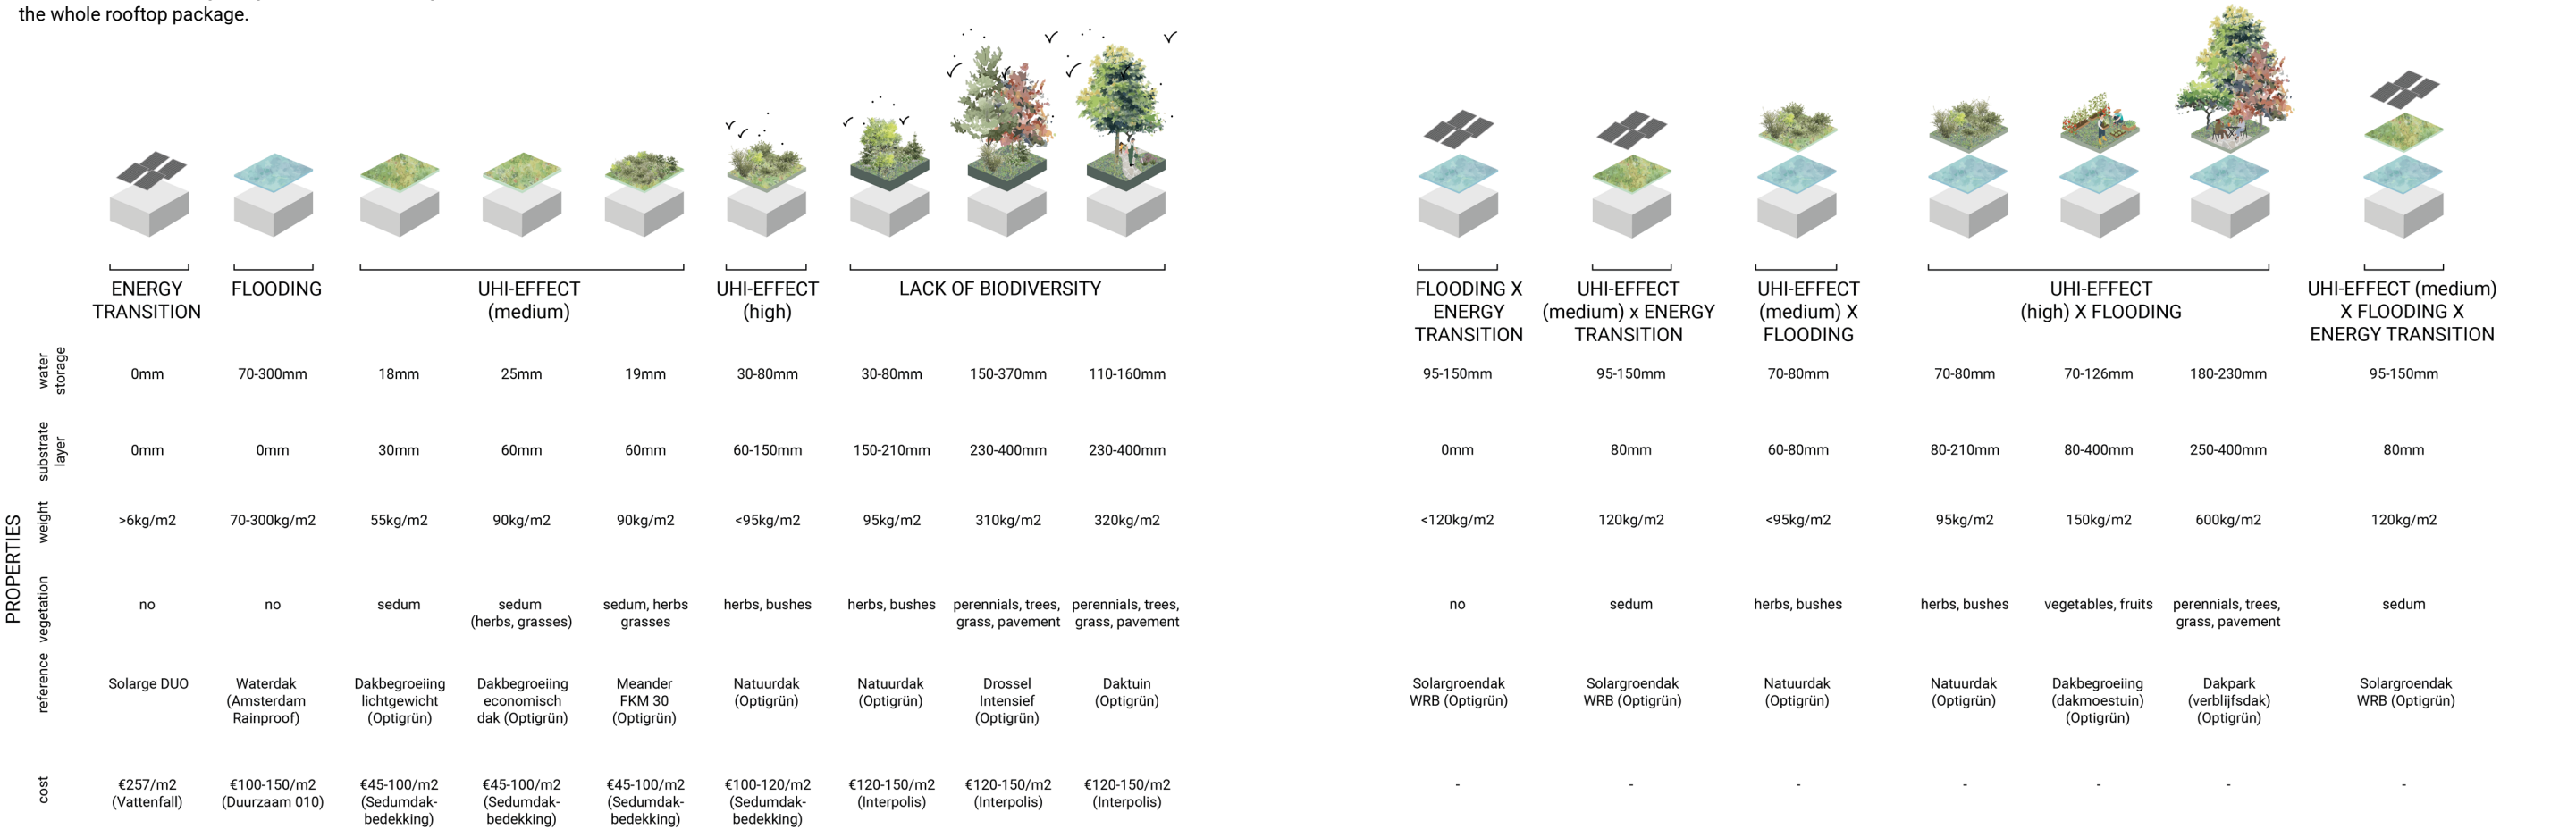 the whole rooftop package.
ENERGY
TRANSITION
FLOODING
UHI-EFFECT
(medium)
UHI-EFFECT
(high)
LACK OF BIODIVERSITY
FLOODING X
ENERGY
TRANSITION
UHI-EFFECT
(medium) x ENERGY
TRANSITION
UHI-EFFECT
(medium) X
FLOODING
UHI-EFFECT
(high) X FLOODING
UHI-EFFECT (medium)
X FLOODING X
ENERGY TRANSITION
PROPERTIES
water
storage
0mm
70-300mm
18mm
25mm
19mm
30-80mm
30-80mm
150-370mm
110-160mm
95-150mm
95-150mm
70-80mm
70-80mm
70-126mm
180-230mm
95-150mm
substrate
layer
0mm
0mm
30mm
60mm
60mm
60-150mm
150-210mm
230-400mm
230-400mm
0mm
80mm
60-80mm
80-210mm
80-400mm
250-400mm
80mm
weight
>6kg/m2
70-300kg/m2
55kg/m2
90kg/m2
90kg/m2
<95kg/m2
95kg/m2
310kg/m2
320kg/m2
<120kg/m2
120kg/m2
<95kg/m2
95kg/m2
150kg/m2
600kg/m2
120kg/m2
vegetation
no
no
sedum
sedum
(herbs, grasses)
sedum, herbs
grasses
herbs, bushes
herbs, bushes
perennials, trees,
grass, pavement
perennials, trees,
grass, pavement
no
sedum
herbs, bushes
herbs, bushes
vegetables, fruits
perennials, trees,
grass, pavement
sedum
reference
Solarge DUO
Waterdak
(Amsterdam
Rainproof)
Dakbegroeiing
lichtgewicht
(Optigrün)
Dakbegroeiing
economisch
dak (Optigrün)
Meander
FKM 30
(Optigrün)
Natuurdak
(Optigrün)
Natuurdak
(Optigrün)
Drossel
Intensief
(Optigrün)
Daktuin
(Optigrün)
Solargroendak
WRB (Optigrün)
Solargroendak
WRB (Optigrün)
Natuurdak
(Optigrün)
Natuurdak
(Optigrün)
Dakbegroeiing
(dakmoestuin)
(Optigrün)
Dakpark
(verblijfsdak)
(Optigrün)
Solargroendak
WRB (Optigrün)
cost
€257/m2
(Vattenfall)
€100-150/m2
(Duurzaam 010)
€45-100/m2
(Sedumdak-
bedekking)
€45-100/m2
(Sedumdak-
bedekking)
€45-100/m2
(Sedumdak-
bedekking)
€100-120/m2
(Sedumdak-
bedekking)
€120-150/m2
(Interpolis)
€120-150/m2
(Interpolis)
€120-150/m2
(Interpolis)
-
-
-
-
-
-
-